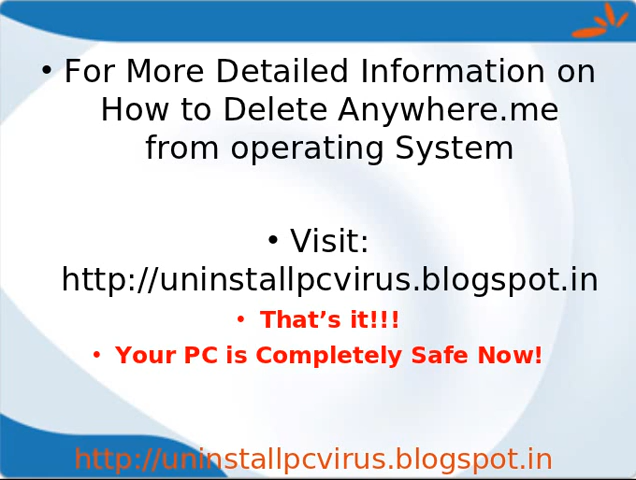 • For More Detailed Information on
How to Delete Anywhere.me
from operating System
• Visit:
http://uninstallpcvirus.blogspot.in
• That’s it!!!
• Your PC is Completely Safe Now!
http://uninstallpcvirus.blogspot.in